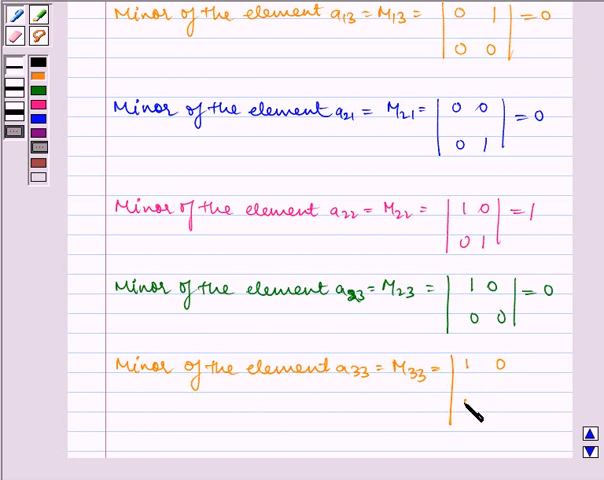 Minor of the element a13 = M13 = | 0 1 | = 0
0 0
Minor of the element a21 = M21 = | 0 0 | = 0
0 1
Minor of the element a22 = M22 = | 1 0 | = 1
0 1
Minor of the element a23 = M23 = | 1 0 | = 0
0 0
Minor of the element a33 = M33 = | 1 0